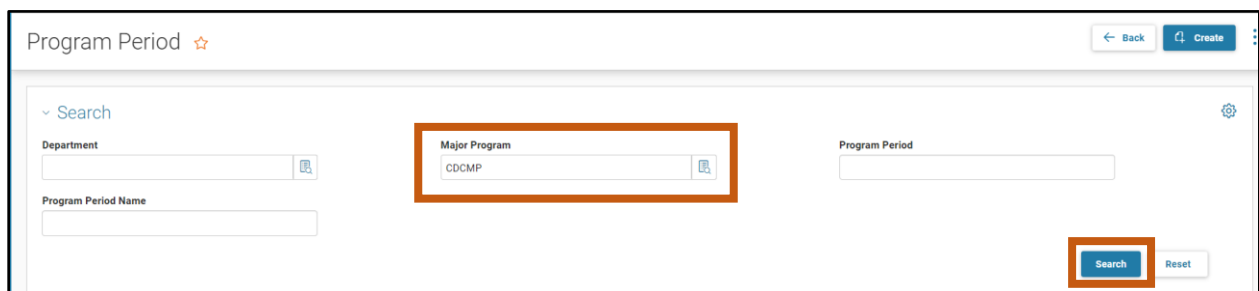 Program Period
Back
Create
Search
Department
Major Program
Program Period
CDCMP
Program Period Name
Search
Reset